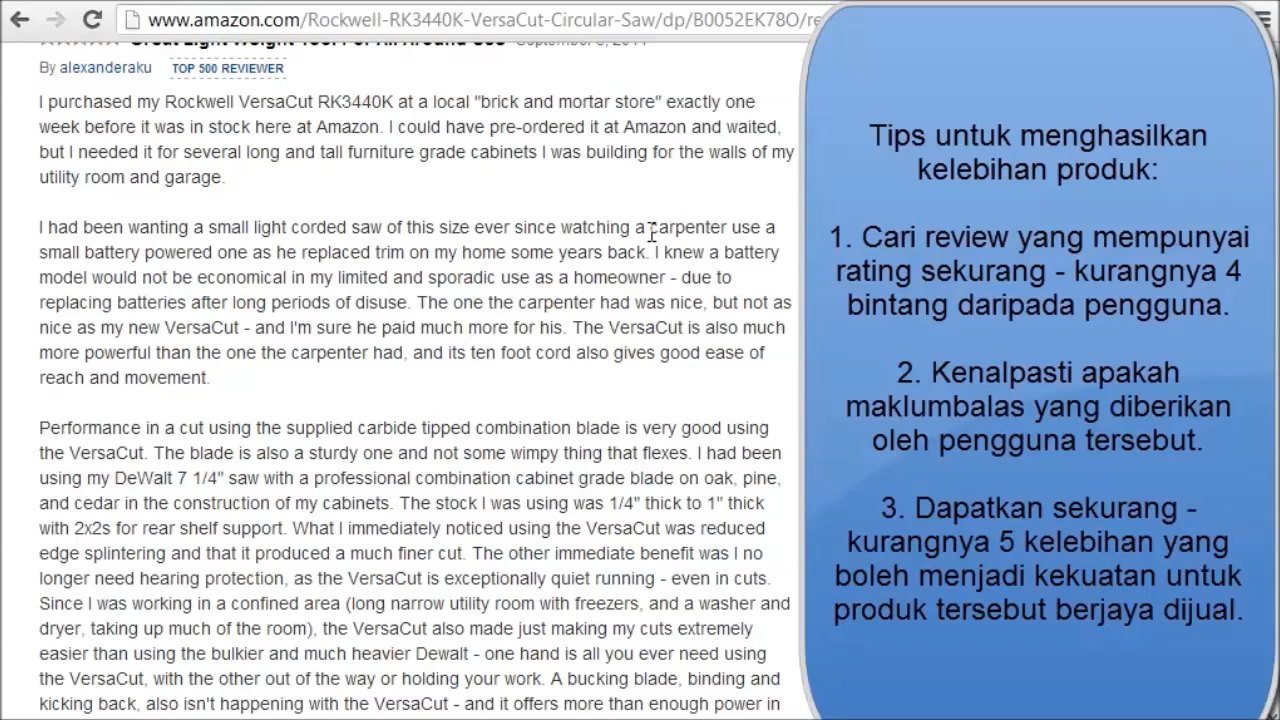 www.amazon.com/Rockwell-RK3440K-VersaCut-Circular-Saw/dp/B0052EK78O/re
Great Light Weight Tool For All Around Use September
By alexanderaku TOP 500 REVIEWER
I purchased my Rockwell VersaCut RK3440K at a local "brick and mortar store" exactly one
week before it was in stock here at Amazon. I could have pre-ordered it at Amazon and waited,
but I needed it for several long and tall furniture grade cabinets I was building for the walls of my
utility room and garage.
I had been wanting a small light corded saw of this size ever since watching a carpenter use a
small battery powered one as he replaced trim on my home some years back. I knew a battery
model would not be economical in my limited and sporadic use as a homeowner - due to
replacing batteries after long periods of disuse. The one the carpenter had was nice, but not as
nice as my new VersaCut - and I'm sure he paid much more for his. The VersaCut is also much
more powerful than the one the carpenter had, and its ten foot cord also gives good ease of
reach and movement.
Performance in a cut using the supplied carbide tipped combination blade is very good using
the VersaCut. The blade is also a sturdy one and not some wimpy thing that flexes. I had been
using my DeWalt 7 1/4" saw with a professional combination cabinet grade blade on oak, pine,
and cedar in the construction of my cabinets. The stock I was using was 1/4" thick to 1" thick
with 2x2s for rear shelf support. What I immediately noticed using the VersaCut was reduced
edge splintering and that it produced a much finer cut. The other immediate benefit was I no
longer need hearing protection, as the VersaCut is exceptionally quiet running - even in cuts.
Since I was working in a confined area (long narrow utility room with freezers, and a washer and
dryer, taking up much of the room), the VersaCut also made just making my cuts extremely
easier than using the bulkier and much heavier Dewalt - one hand is all you ever need using
the VersaCut, with the other out of the way or holding your work. A bucking blade, binding and
kicking back, also isn't happening with the VersaCut - and it offers more than enough power in
Tips untuk menghasilkan
kelebihan produk:
1. Cari review yang mempunyai
rating sekurang - kurangnya 4
bintang daripada pengguna.
2. Kenalpasti apakah
maklumbalas yang diberikan
oleh pengguna tersebut.
3. Dapatkan sekurang -
kurangnya 5 kelebihan yang
boleh menjadi kekuatan untuk
produk tersebut berjaya dijual.